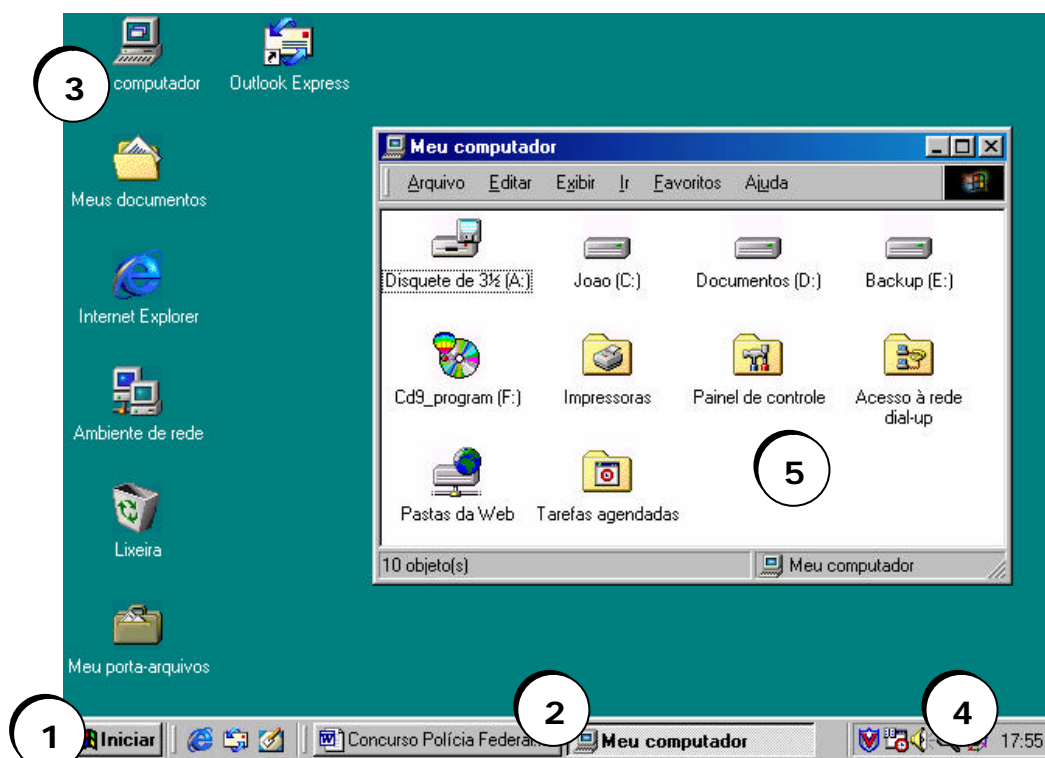 3
computador
Outlook Express
Meus documentos
Internet Explorer
Ambiente de rede
Lixeira
Meu porta-arquivos
Meu computador
Arquivo Editar Exibir Ir Favoritos Ajuda
Disquete de 3½ (A:) Joao (C:) Documentos (D:) Backup (E:)
Cd9_program (F:) Impressoras Painel de controle Acesso à rede
dial-up
5
Pastas da Web Tarefas agendadas
10 objeto(s) Meu computador
1 2 4
Iniciar Concurso Polícia Federal Meu computador 17:55